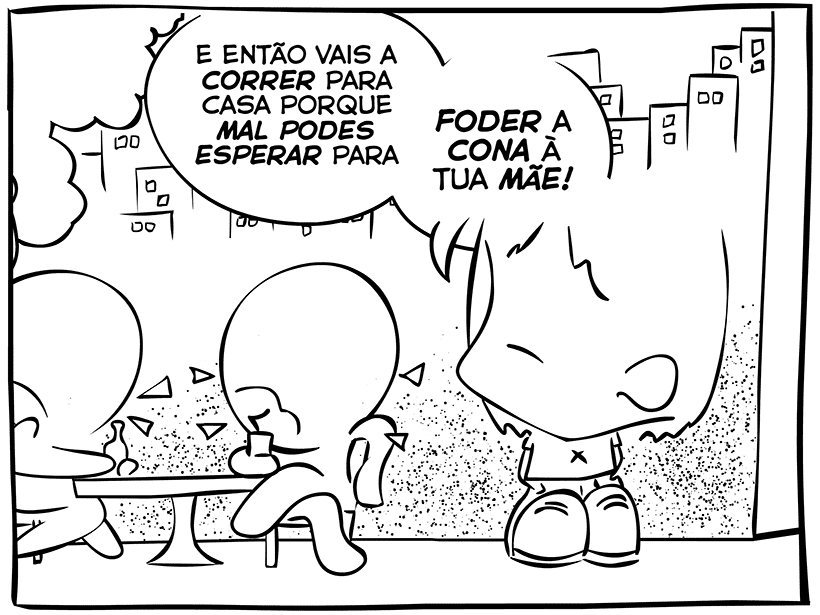 E ENTÃO VAIS A
CORRER PARA
CASA PORQUE
MAL PODES
ESPERAR PARA
FODER A
CONA À
TUA MÃE!